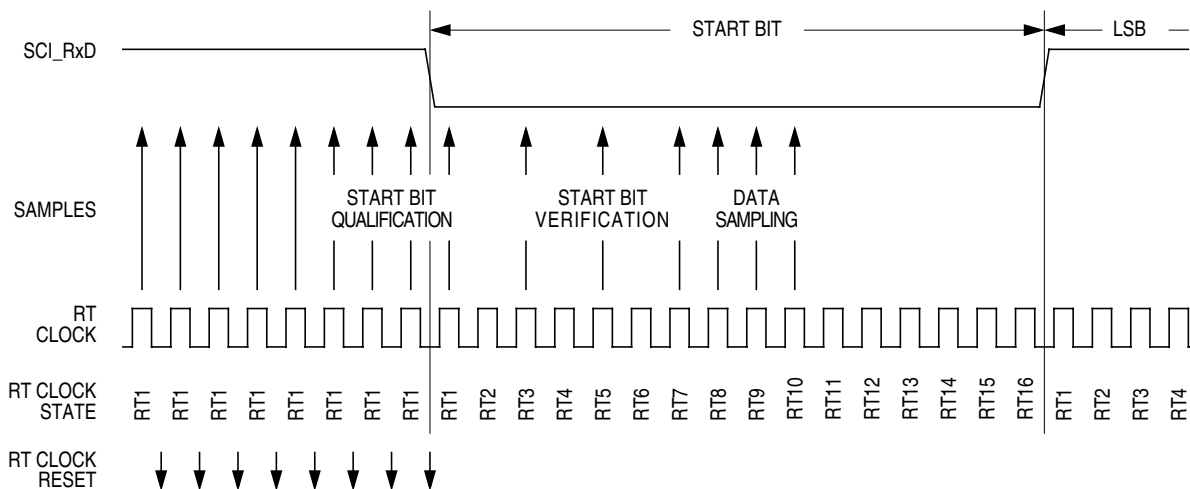 START BIT
LSB
SCI_RxD
SAMPLES
START BIT
QUALIFICATION
START BIT
VERIFICATION
DATA
SAMPLING
RT
CLOCK
RT CLOCK
STATE
RT1 RT1 RT1 RT1 RT1 RT1 RT1 RT1 RT1 RT2 RT3 RT4 RT5 RT6 RT7 RT8 RT9 RT10 RT11 RT12 RT13 RT14 RT15 RT16 RT1 RT2 RT3 RT4
RT CLOCK
RESET